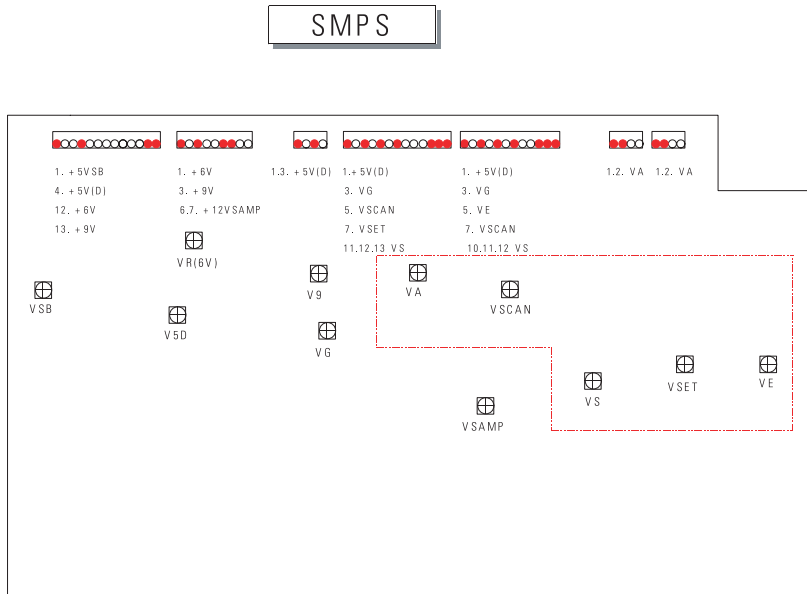 SMPS
1. +5VSB
4. +5V(D)
12. +6V
13. +9V
1. +6V
3. +9V
6.7. +12VSAMP
1.3. +5V(D)
1.+5V(D)
3. VG
5. VSCAN
7. VSET
11.12.13 VS
1. +5V(D)
3. VG
5. VE
7. VSCAN
10.11.12 VS
1.2. VA
1.2. VA
VR(6V)
V9
VA
VSCAN
VSB
V5D
VG
VS
VSET
VE
VSAMP